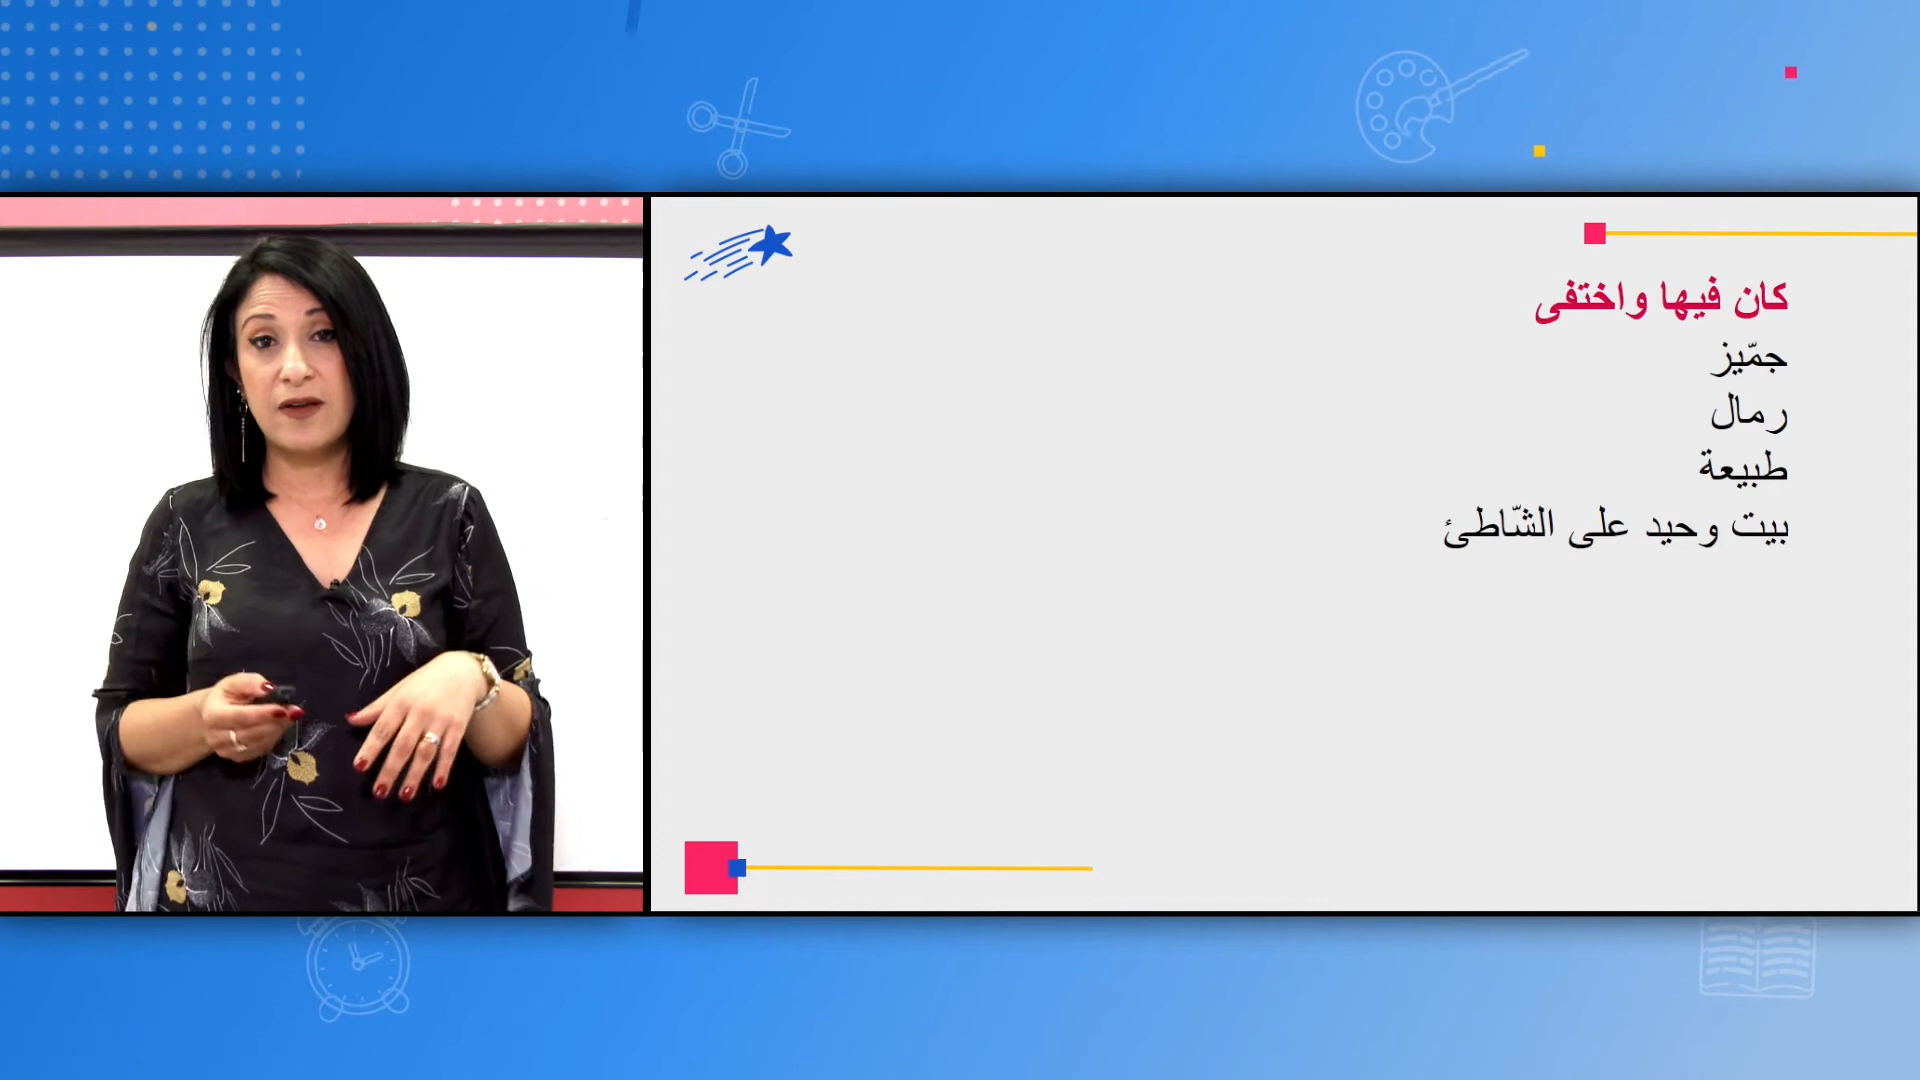 كان فيها واختفى
جمّيز
رمال
طبيعة
بيت وحيد على الشّاطئ